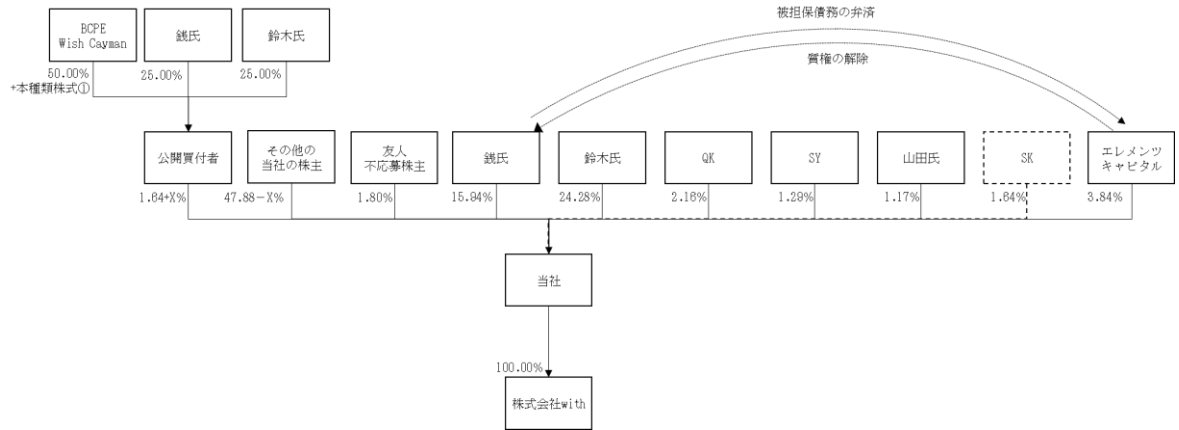 被担保債務の弁済
質権の解除
BCPE
Wish Cayman
銭氏
鈴木氏
50.00%
+本種類株式①
25.00%
25.00%
公開買付者
その他の
当社の株主
友人
不応募株主
銭氏
鈴木氏
QK
SY
山田氏
SK
エレメンツ
キャピタル
1.64+X%
47.88-X%
1.80%
15.94%
24.28%
2.16%
1.29%
1.17%
1.64%
3.84%
当社
100.00%
株式会社with